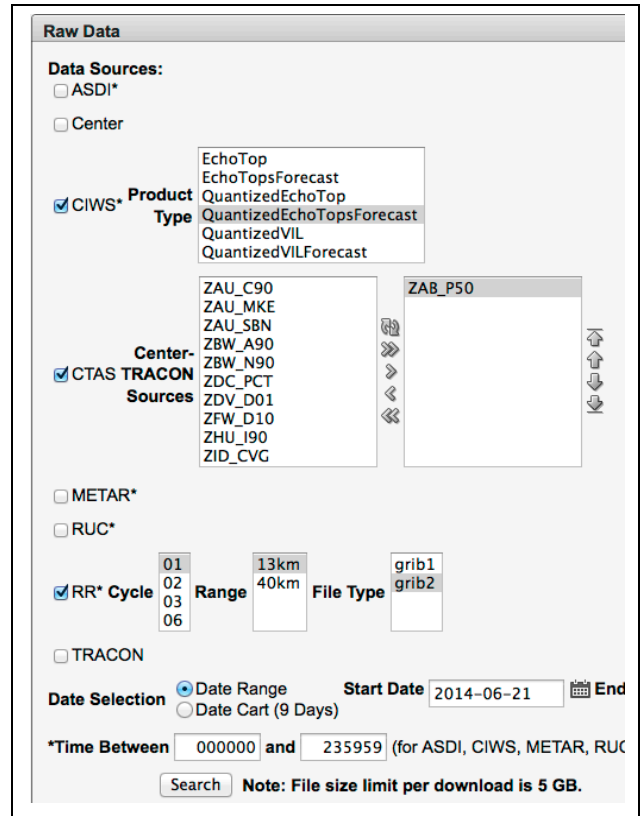 Raw Data
Data Sources:
ASDI*
Center
CIWS* Product Type
EchoTop
EchoTopsForecast
QuantizedEchoTop
QuantizedEchoTopsForecast
QuantizedVIL
QuantizedVILForecast
CTAS Center-TRACON Sources
ZAU_C90
ZAU_MKE
ZAU_SBN
ZBW_A90
ZBW_N90
ZDC_PCT
ZDV_D01
ZFW_D10
ZHU_I90
ZID_CVG
ZAB_P50
METAR*
RUC*
RR* Cycle
01
02
03
06
Range
13km
40km
File Type
grib1
grib2
TRACON
Date Selection
Date Range
Date Cart (9 Days)
Start Date 2014-06-21 End
*Time Between 000000 and 235959 (for ASDI, CIWS, METAR, RUC
Search Note: File size limit per download is 5 GB.